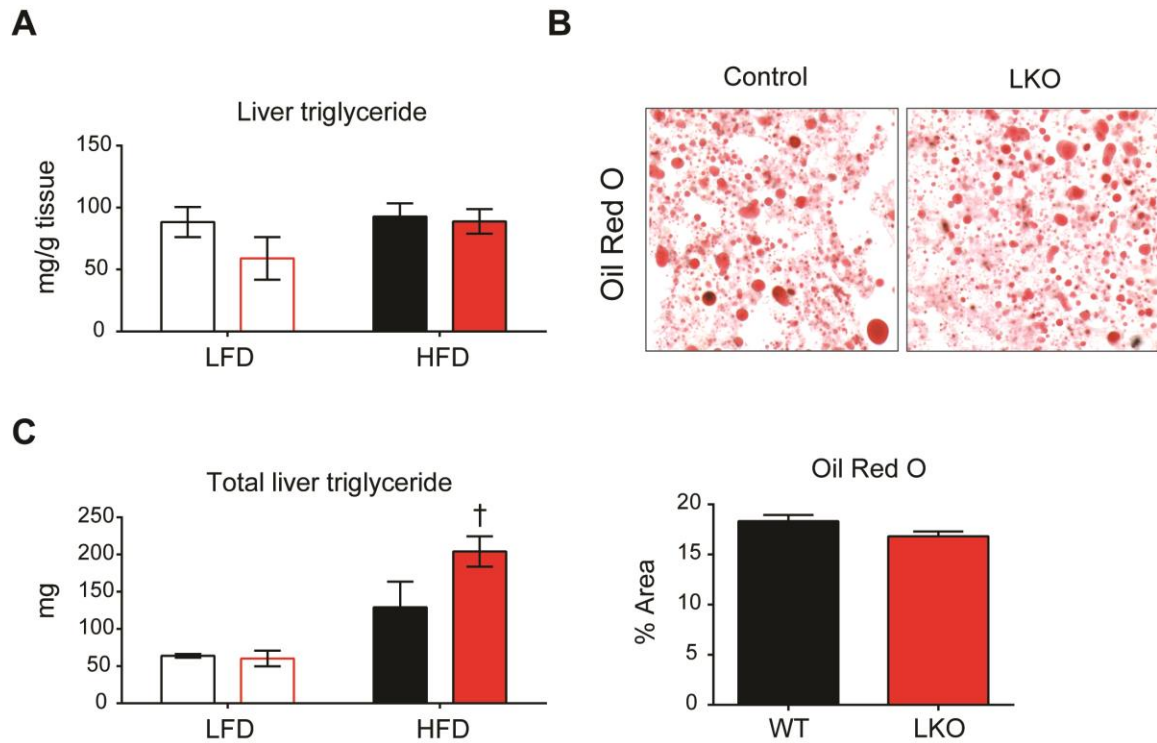 A
Liver triglyceride
mg/g tissue
150
100
50
0
LFD HFD
B
Control LKO
Oil Red O
C
Total liver triglyceride
mg
250
200
150
100
50
0
†
LFD HFD
Oil Red O
% Area
20
15
10
5
0
WT LKO